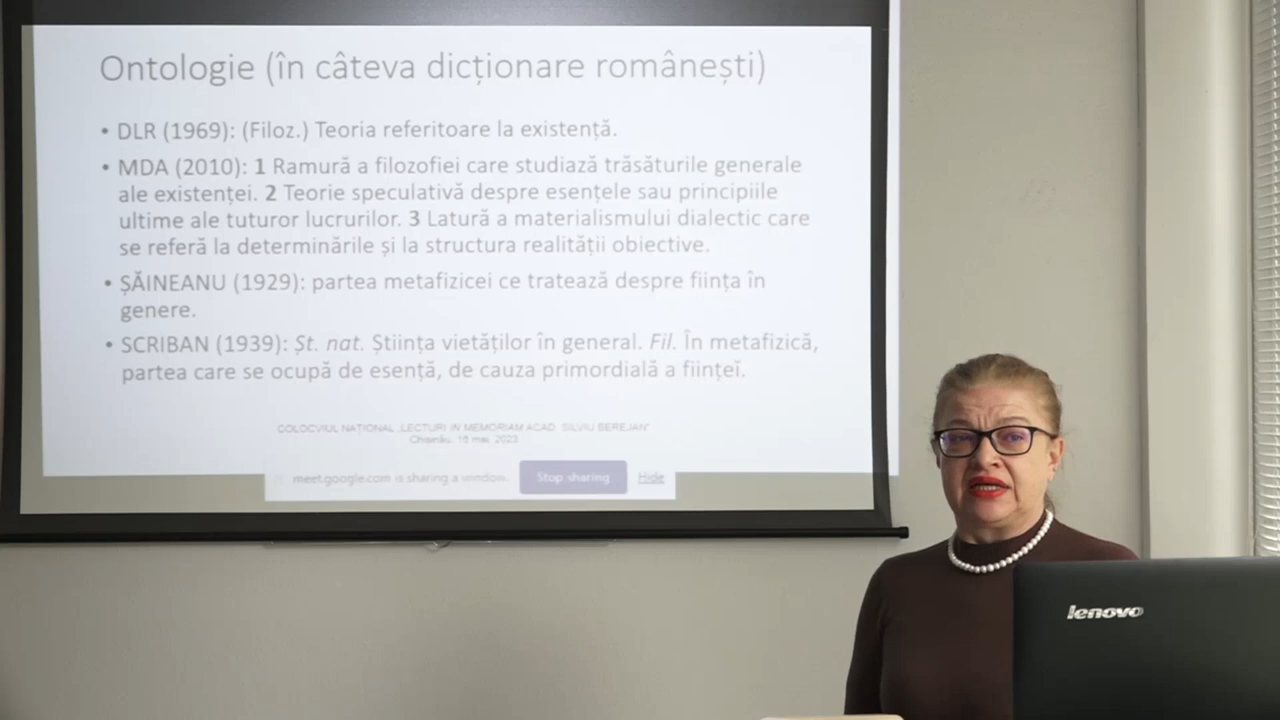 Ontologie (în câteva dicționare românești)
• DLR (1969): (Filoz.) Teoria referitoare la existență.
• MDA (2010): 1 Ramură a filozofiei care studiază trăsăturile generale
ale existenței. 2 Teorie speculativă despre esențele sau principiile
ultime ale tuturor lucrurilor. 3 Latură a materialismului dialectic care
se referă la determinările și la structura realității obiective.
• ȘĂINEANU (1929): partea metafizicei ce tratează despre ființa în
genere.
• SCRIBAN (1939): Șt. nat. Știința vietăților în general. Fil. În metafizică,
partea care se ocupă de esență, de cauza primordială a ființeĭ.
COLOCVIUL NAȚIONAL „LECTURI IN MEMORIAM ACAD. SILVIU BEREJAN”
Chișinău, 16 mai, 2023
meet.google.com is sharing a window.
Stop sharing
Hide
lenovo